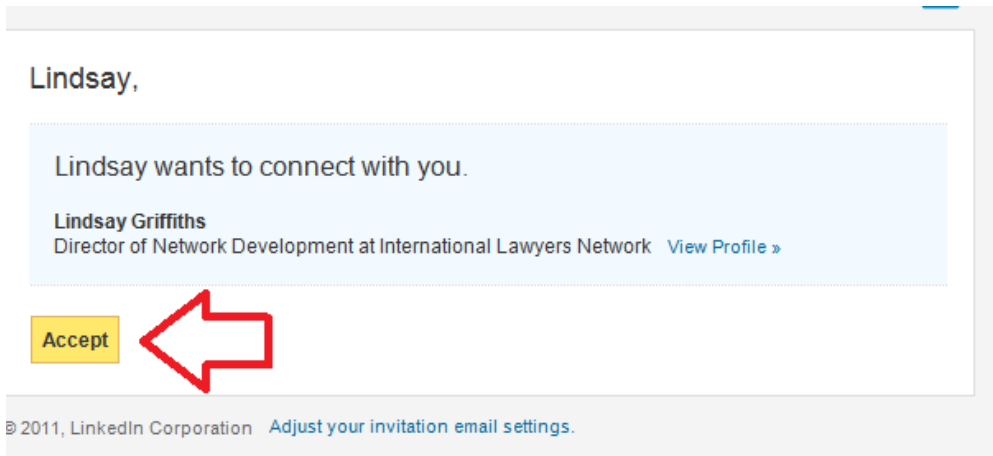 Lindsay,
Lindsay wants to connect with you.
Lindsay Griffiths
Director of Network Development at International Lawyers Network View Profile »
Accept
© 2011, LinkedIn Corporation Adjust your invitation email settings.